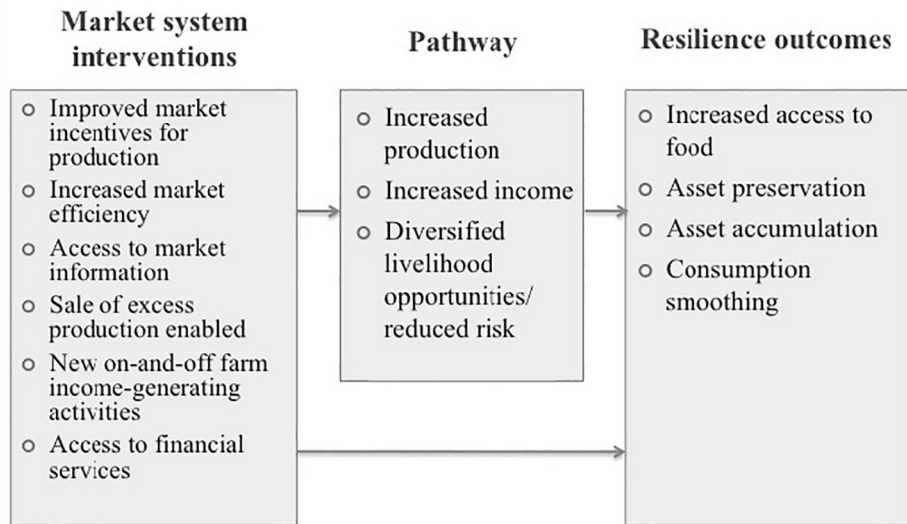 Market system
interventions
Improved market
incentives for
production
Increased market
efficiency
Access to market
information
Sale of excess
production enabled
New on-and-off farm
income-generating
activities
Access to financial
services
Pathway
Increased
production
Increased income
Diversified
livelihood
opportunities/
reduced risk
Resilience outcomes
Increased access to
food
Asset preservation
Asset accumulation
Consumption
smoothing